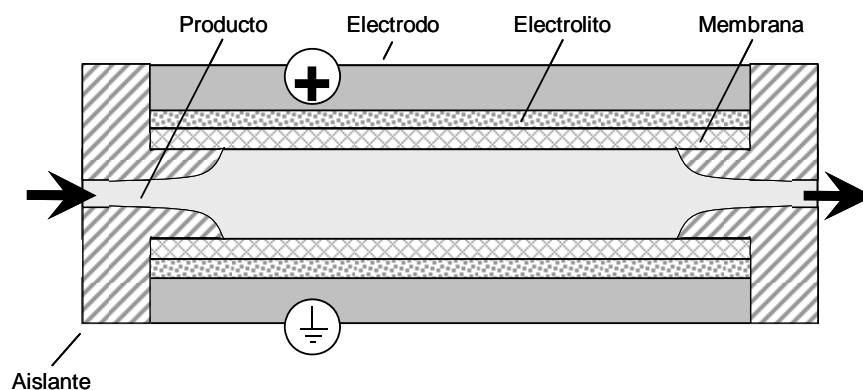 Producto
Electrodo
Electrolito
Membrana
+
Aislante